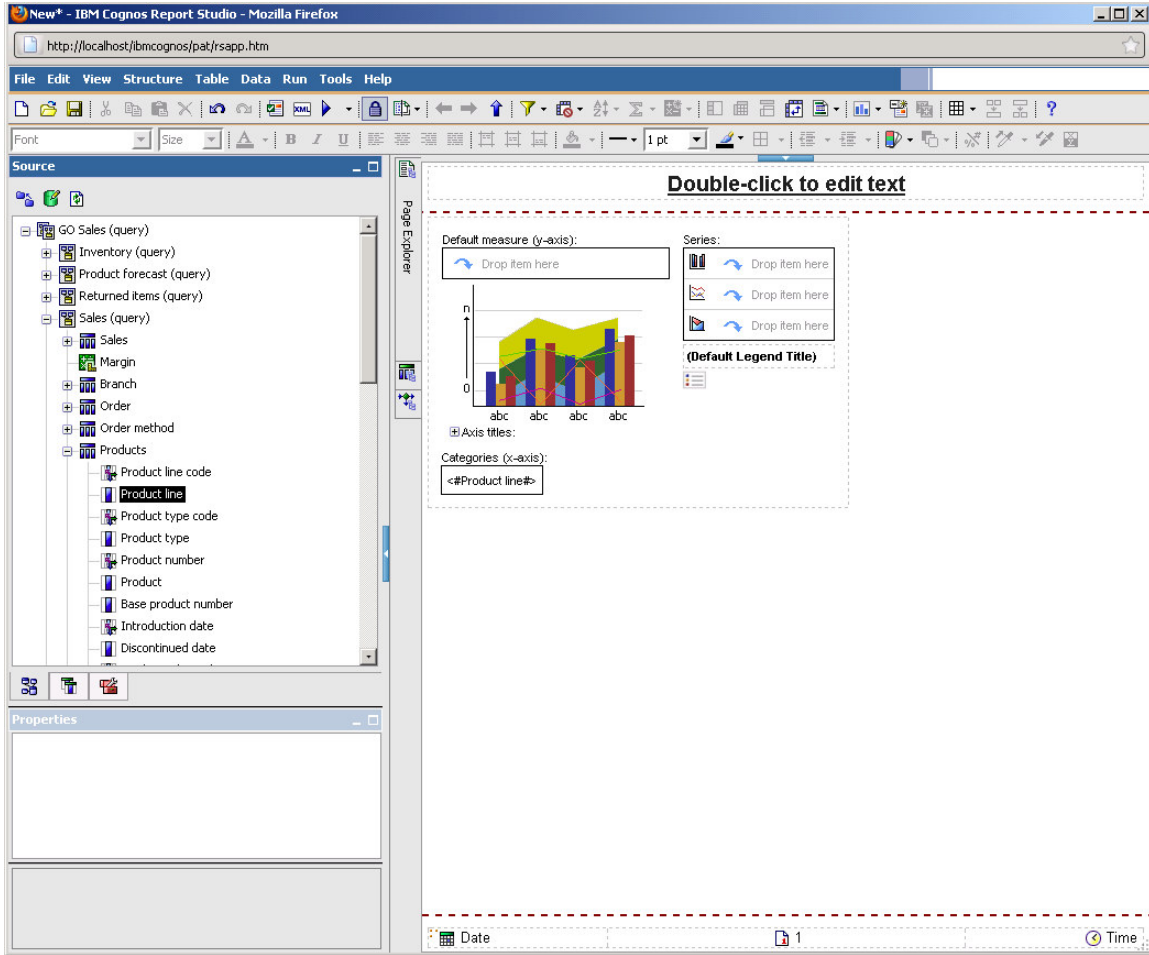 New* - IBM Cognos Report Studio - Mozilla Firefox
http://localhost/ibmcognos/pat/rsapp.htm
File Edit View Structure Table Data Run Tools Help
XML
Font Size A B I U 1 pt
Source
GO Sales (query)
Inventory (query)
Product forecast (query)
Returned items (query)
Sales (query)
Sales
Margin
Branch
Order
Order method
Products
Product line code
Product line
Product type code
Product type
Product number
Product
Base product number
Introduction date
Discontinued date
Properties
Page Explorer
Double-click to edit text
Default measure (y-axis):
Drop item here
Series:
Drop item here
Drop item here
Drop item here
(Default Legend Title)
n
0
abc abc abc abc
Axis titles:
Categories (x-axis):
<#Product line#>
Date 1 Time